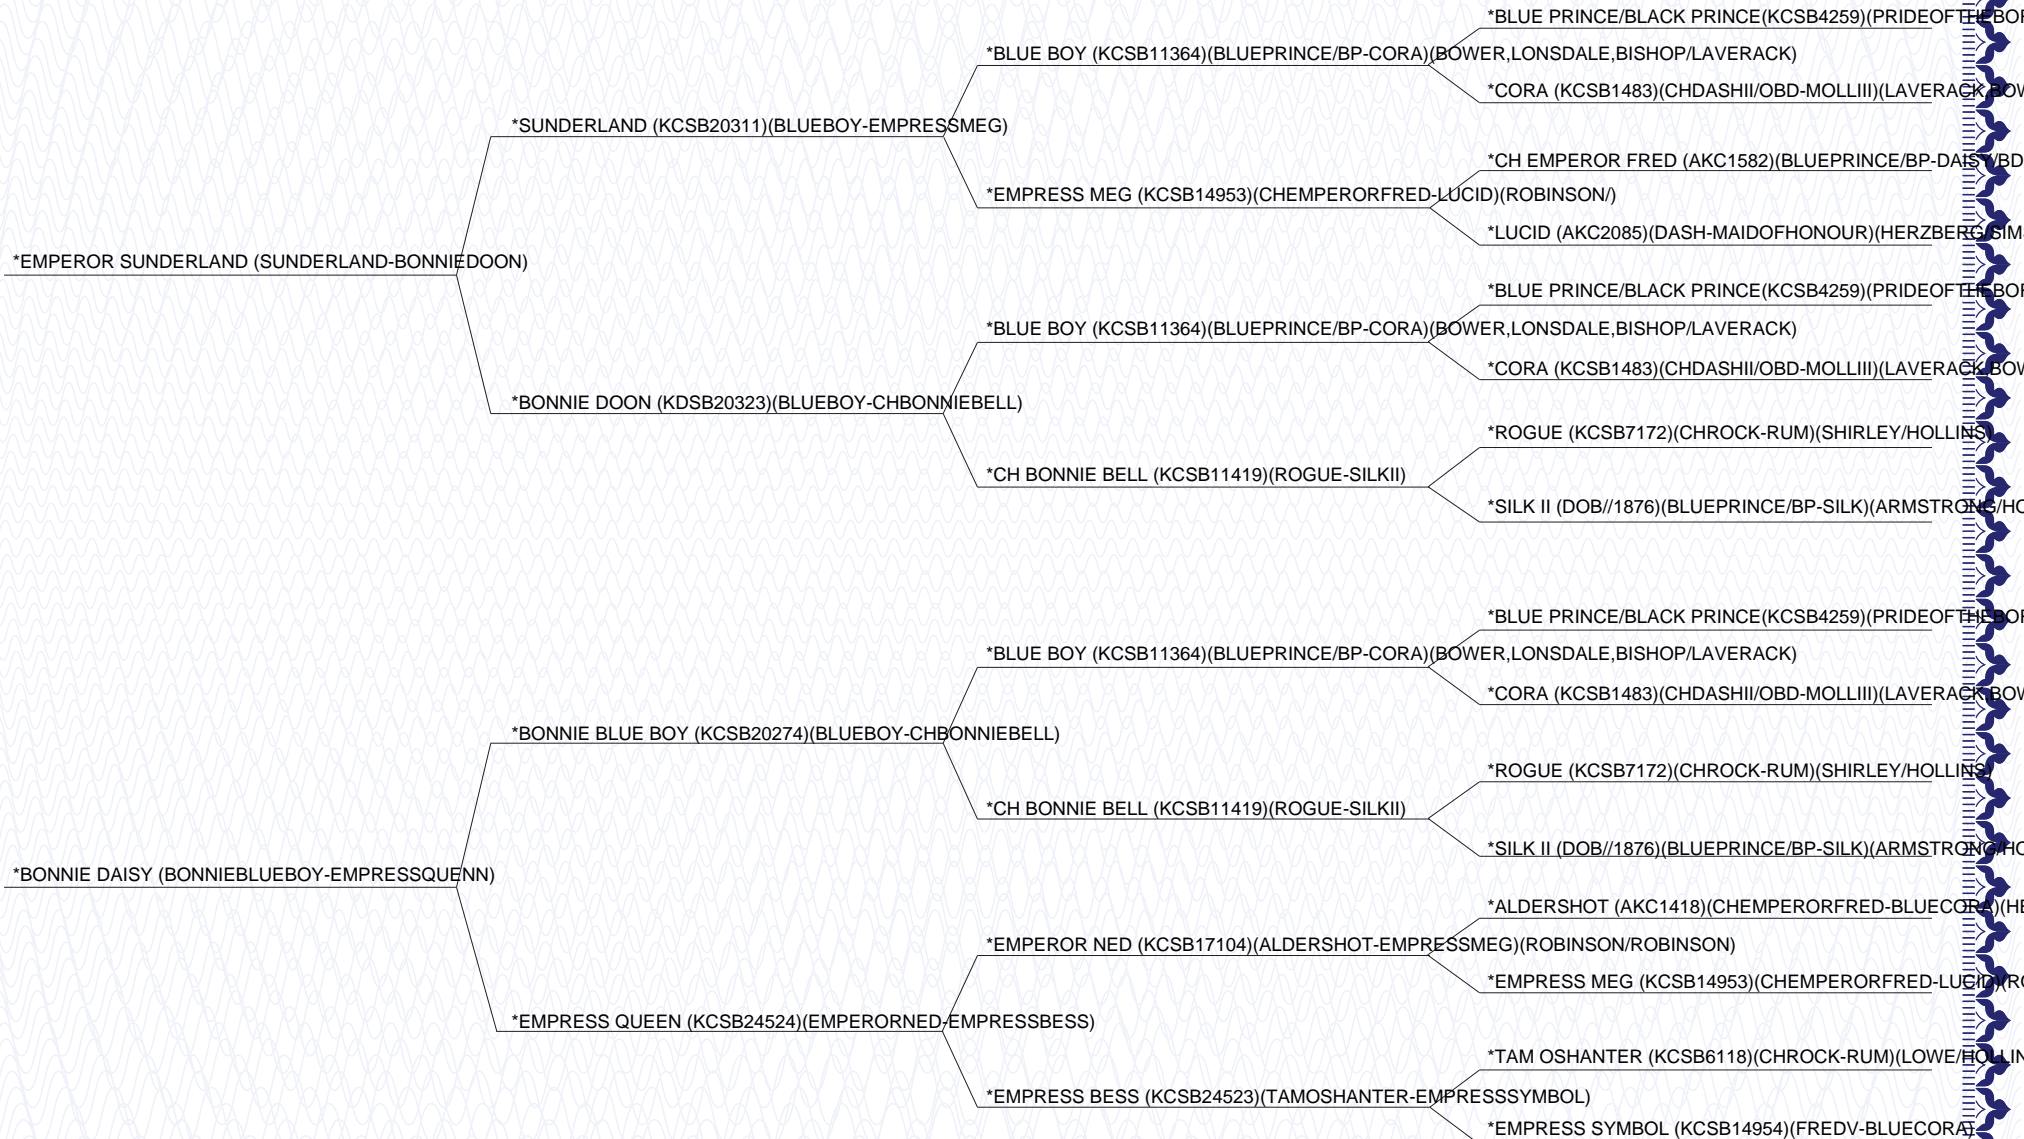 *BLUE PRINCE/BLACK PRINCE(KCSB4259)(PRIDEOFTHEBOR
*BLUE BOY (KCSB11364)(BLUEPRINCE/BP-CORA)(BOWER,LONSDALE,BISHOP/LAVERACK)
*CORA (KCSB1483)(CHDASHII/OBD-MOLLIII)(LAVERACK,BOW
*SUNDERLAND (KCSB20311)(BLUEBOY-EMPRESSMEG)
*CH EMPEROR FRED (AKC1582)(BLUEPRINCE/BP-DAISY/BD
*EMPRESS MEG (KCSB14953)(CHEMPERORFRED-LUCID)(ROBINSON/)
*LUCID (AKC2085)(DASH-MAIDOFHONOUR)(HERZBERG/SIM
*EMPEROR SUNDERLAND (SUNDERLAND-BONNIEDOON)
*BLUE PRINCE/BLACK PRINCE(KCSB4259)(PRIDEOFTHEBOR
*BLUE BOY (KCSB11364)(BLUEPRINCE/BP-CORA)(BOWER,LONSDALE,BISHOP/LAVERACK)
*CORA (KCSB1483)(CHDASHII/OBD-MOLLIII)(LAVERACK,BOW
*BONNIE DOON (KDSB20323)(BLUEBOY-CHBONNIEBELL)
*ROGUE (KCSB7172)(CHROCK-RUM)(SHIRLEY/HOLLINS)
*CH BONNIE BELL (KCSB11419)(ROGUE-SILKII)
*SILK II (DOB//1876)(BLUEPRINCE/BP-SILK)(ARMSTRONG/HO
*BLUE PRINCE/BLACK PRINCE(KCSB4259)(PRIDEOFTHEBOR
*BLUE BOY (KCSB11364)(BLUEPRINCE/BP-CORA)(BOWER,LONSDALE,BISHOP/LAVERACK)
*CORA (KCSB1483)(CHDASHII/OBD-MOLLIII)(LAVERACK,BOW
*BONNIE BLUE BOY (KCSB20274)(BLUEBOY-CHBONNIEBELL)
*ROGUE (KCSB7172)(CHROCK-RUM)(SHIRLEY/HOLLINS)
*CH BONNIE BELL (KCSB11419)(ROGUE-SILKII)
*SILK II (DOB//1876)(BLUEPRINCE/BP-SILK)(ARMSTRONG/HO
*BONNIE DAISY (BONNIEBLUEBOY-EMPRESSQUENN)
*ALDERSHOT (AKC1418)(CHEMPERORFRED-BLUECORA)(HE
*EMPEROR NED (KCSB17104)(ALDERSHOT-EMPRESSMEG)(ROBINSON/ROBINSON)
*EMPRESS MEG (KCSB14953)(CHEMPERORFRED-LUCID)(RO
*EMPRESS QUEEN (KCSB24524)(EMPERORNED-EMPRESSBESS)
*TAM OSHANTER (KCSB6118)(CHROCK-RUM)(LOWE/HOLLIN
*EMPRESS BESS (KCSB24523)(TAMOSHANTER-EMPRESSSYMBOL)
*EMPRESS SYMBOL (KCSB14954)(FREDV-BLUECORA)